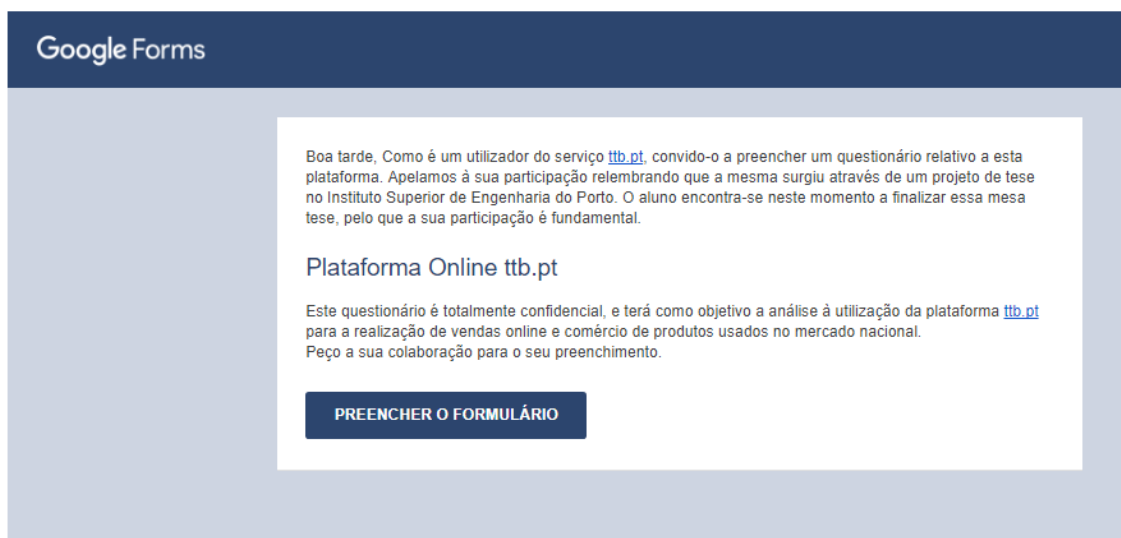 Google Forms
Boa tarde, Como é um utilizador do serviço ttb.pt, convido-o a preencher um questionário relativo a esta
plataforma. Apelamos à sua participação relembrando que a mesma surgiu através de um projeto de tese
no Instituto Superior de Engenharia do Porto. O aluno encontra-se neste momento a finalizar essa mesa
tese, pelo que a sua participação é fundamental.
Plataforma Online ttb.pt
Este questionário é totalmente confidencial, e terá como objetivo a análise à utilização da plataforma ttb.pt
para a realização de vendas online e comércio de produtos usados no mercado nacional.
Peço a sua colaboração para o seu preenchimento.
PREENCHER O FORMULÁRIO